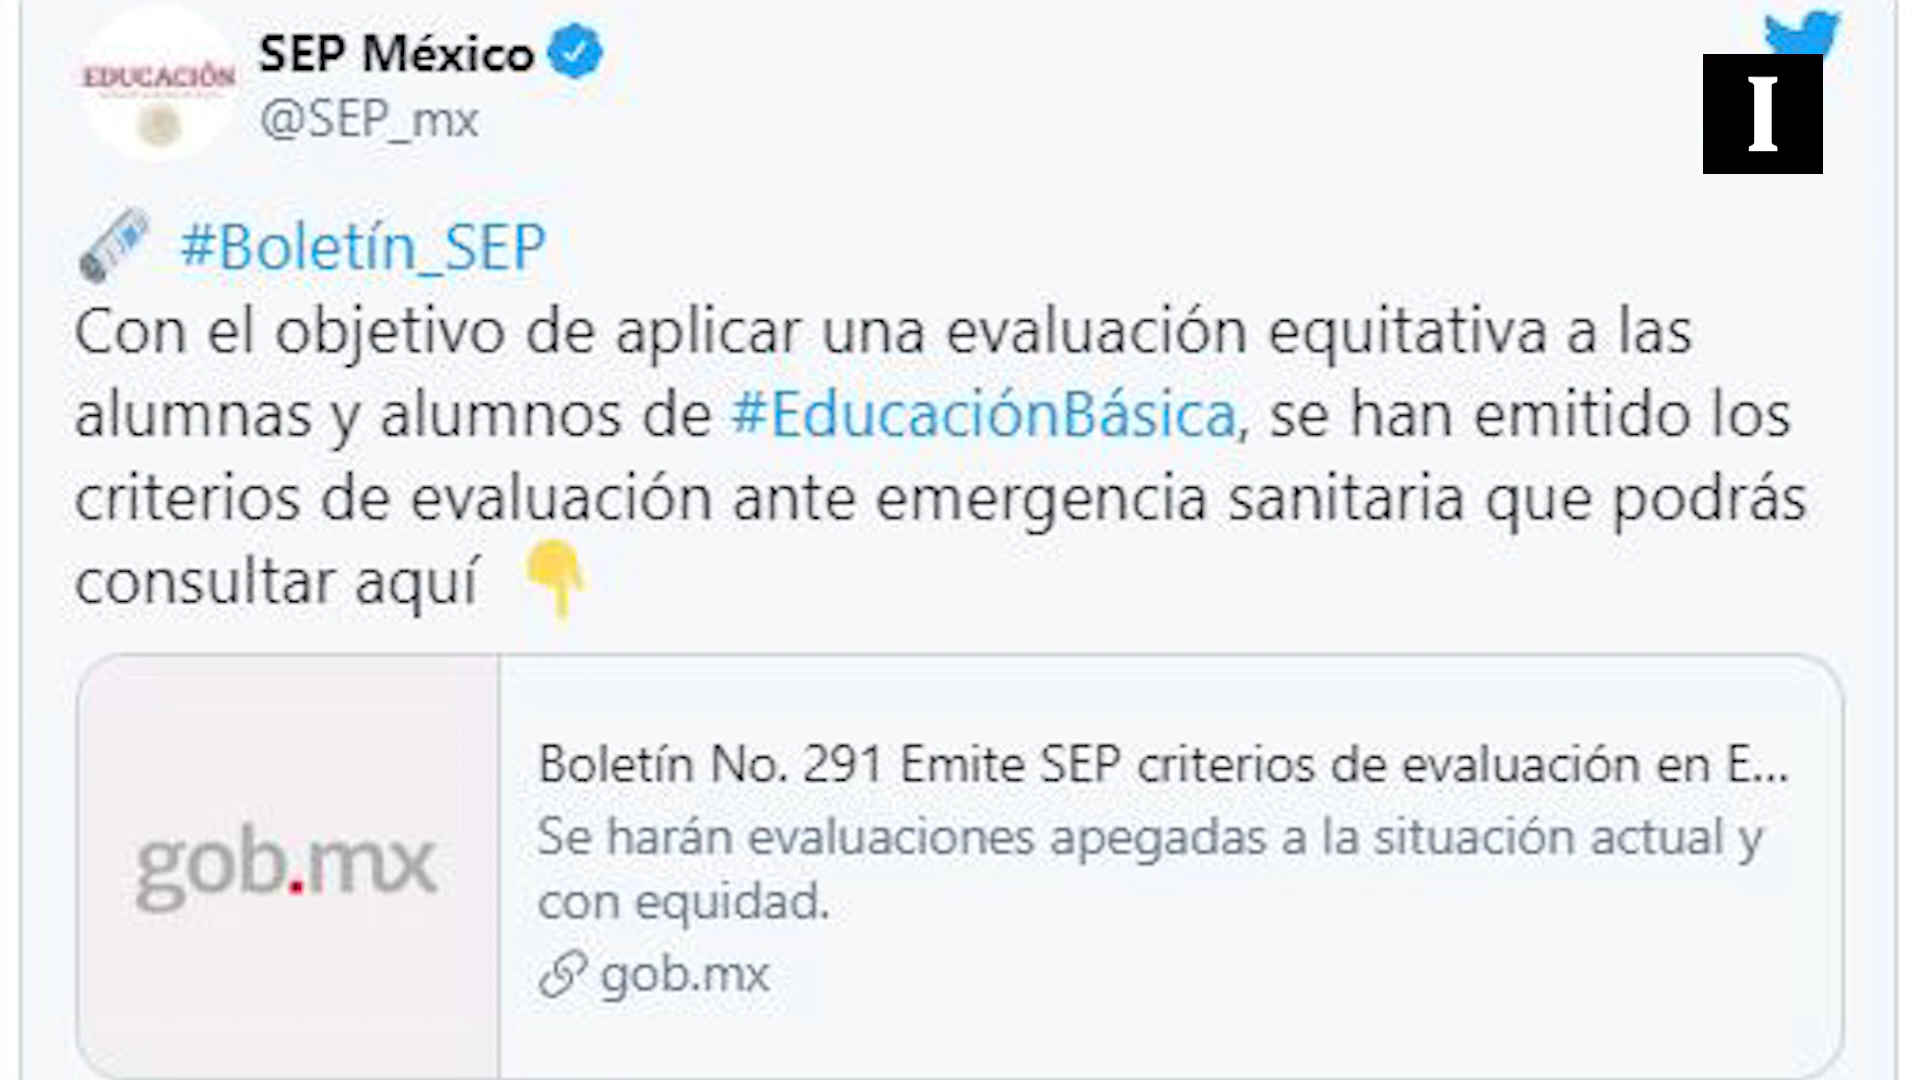 EDUCACIÓN
SEP México
@SEP_mx
I
#Boletín_SEP
Con el objetivo de aplicar una evaluación equitativa a las
alumnas y alumnos de #EducaciónBásica, se han emitido los
criterios de evaluación ante emergencia sanitaria que podrás
consultar aquí
gob.mx
Boletín No. 291 Emite SEP criterios de evaluación en E...
Se harán evaluaciones apegadas a la situación actual y
con equidad.
gob.mx